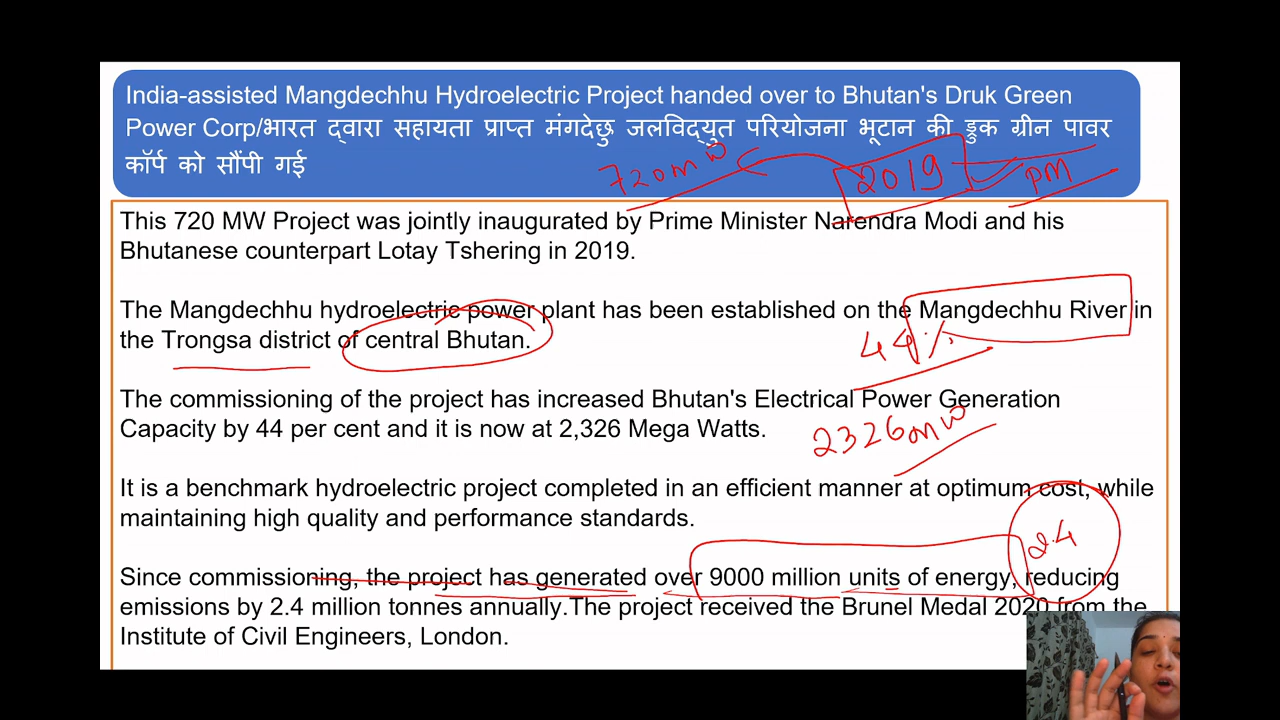 India-assisted Mangdechhu Hydroelectric Project handed over to Bhutan's Druk Green
Power Corp/भारत द्वारा सहायता प्राप्त मंगदेछु जलविद्युत परियोजना भूटान की ड्रुक ग्रीन पावर
कॉर्प को सौंपी गई
720MW 2019 PM
This 720 MW Project was jointly inaugurated by Prime Minister Narendra Modi and his
Bhutanese counterpart Lotay Tshering in 2019.
The Mangdechhu hydroelectric power plant has been established on the Mangdechhu River in
the Trongsa district of central Bhutan.
44%
The commissioning of the project has increased Bhutan's Electrical Power Generation
Capacity by 44 per cent and it is now at 2,326 Mega Watts.
2326MW
It is a benchmark hydroelectric project completed in an efficient manner at optimum cost, while
maintaining high quality and performance standards.
2.4
Since commissioning, the project has generated over 9000 million units of energy, reducing
emissions by 2.4 million tonnes annually.The project received the Brunel Medal 2020 from the
Institute of Civil Engineers, London.